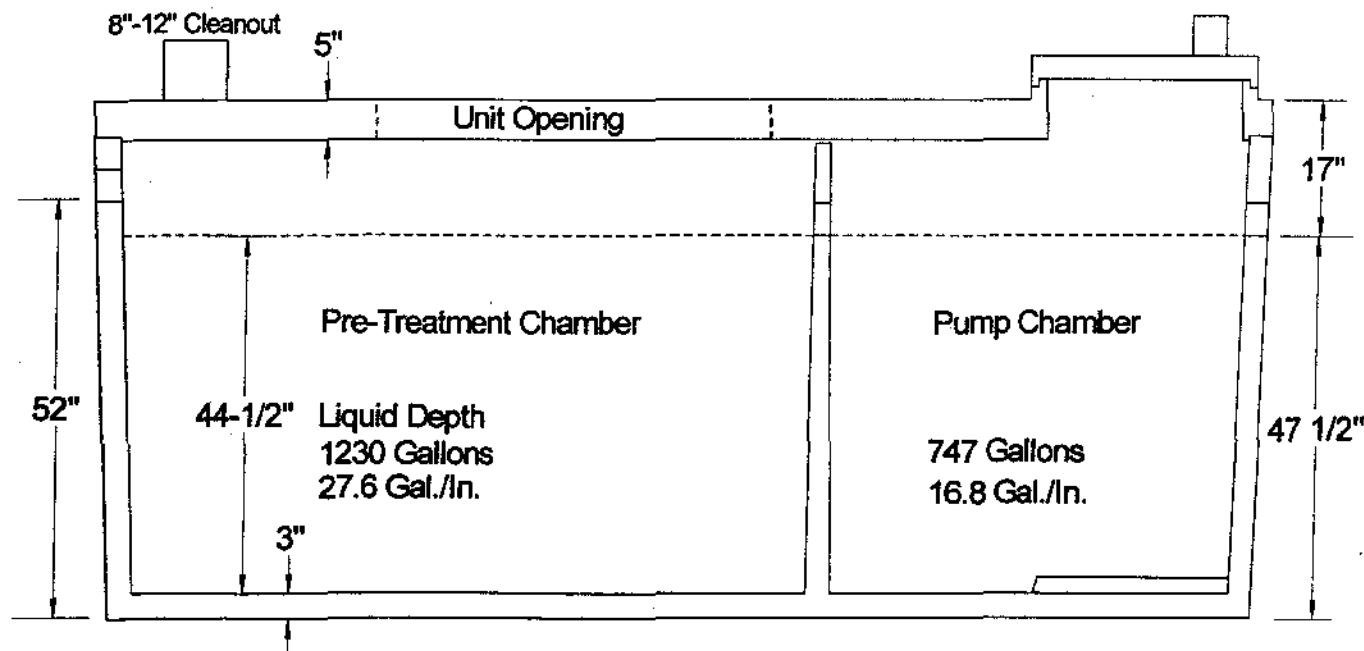 8"-12" Cleanout
5"
Unit Opening
17"
Pre-Treatment Chamber
Pump Chamber
52"
44-1/2"
Liquid Depth
1230 Gallons
27.6 Gal./In.
747 Gallons
16.8 Gal./In.
47 1/2"
3"